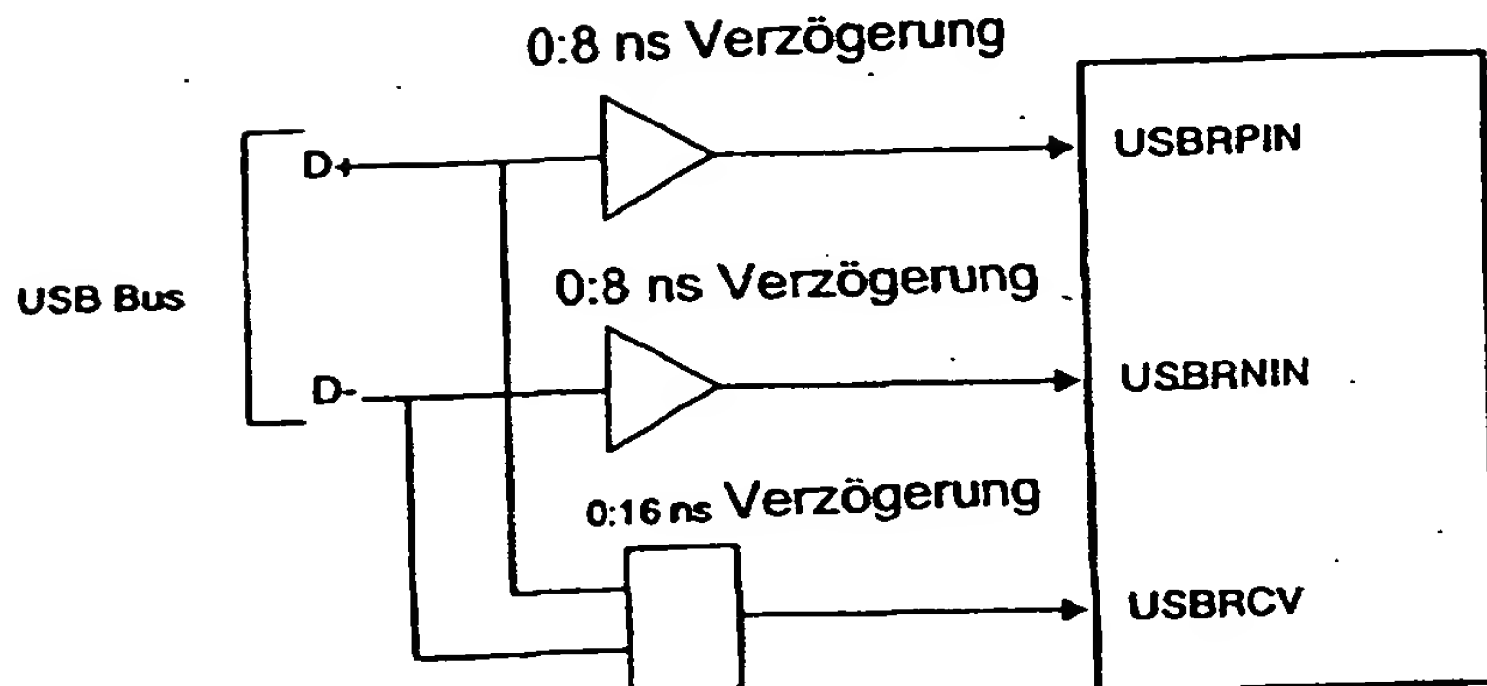 0:8 ns Verzögerung
D+
USBRPIN
0:8 ns Verzögerung
USB Bus
D-
USBRNIN
0:16 ns Verzögerung
USBRCV